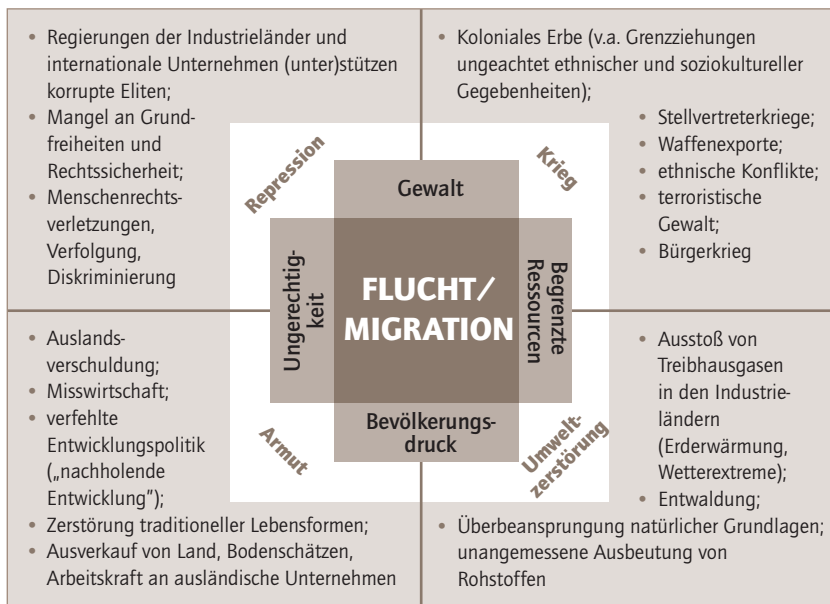 • Regierungen der Industrieländer und
internationale Unternehmen (unter)stützen
korrupte Eliten;
• Mangel an Grund-
freiheiten und
Rechtssicherheit;
• Menschenrechts-
verletzungen,
Verfolgung,
Diskriminierung
• Koloniales Erbe (v.a. Grenzziehungen
ungeachtet ethnischer und soziokultureller
Gegebenheiten);
• Stellvertreterkriege;
• Waffenexporte;
• ethnische Konflikte;
• terroristische
Gewalt;
• Bürgerkrieg
Repression
Gewalt
Krieg
Ungerechtig-
keit
FLUCHT/
MIGRATION
Begrenzte
Ressourcen
Armut
Bevölkerungs-
druck
Umwelt-
zerstörung
• Auslands-
verschuldung;
• Misswirtschaft;
• verfehlte
Entwicklungspolitik
(„nachholende
Entwicklung");
• Zerstörung traditioneller Lebensformen;
• Ausverkauf von Land, Bodenschätzen,
Arbeitskraft an ausländische Unternehmen
• Ausstoß von
Treibhausgasen
in den Industrie-
ländern
(Erderwärmung,
Wetterextreme);
• Entwaldung;
• Überbeansprungung natürlicher Grundlagen;
unangemessene Ausbeutung von
Rohstoffen